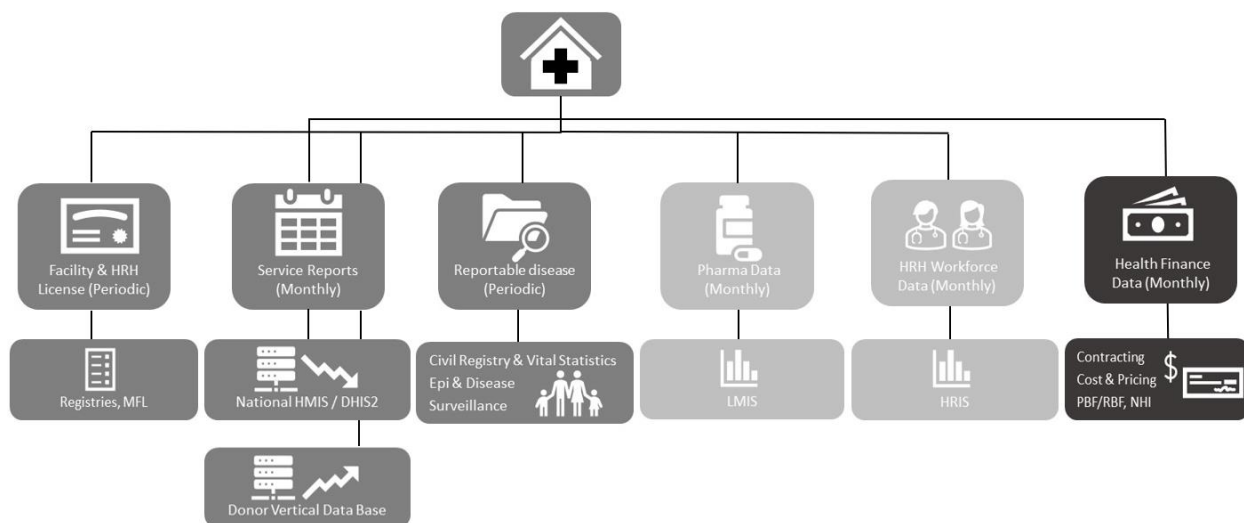 Facility & HRH
License (Periodic)
Service Reports
(Monthly)
Reportable disease
(Periodic)
Pharma Data
(Monthly)
HRH Workforce
Data (Monthly)
Health Finance
Data (Monthly)
Registries, MFL
National HMIS / DHIS2
Civil Registry & Vital Statistics
Epi & Disease
Surveillance
LMIS
HRIS
Contracting
Cost & Pricing
PBF/RBF, NHI
$
Donor Vertical Data Base